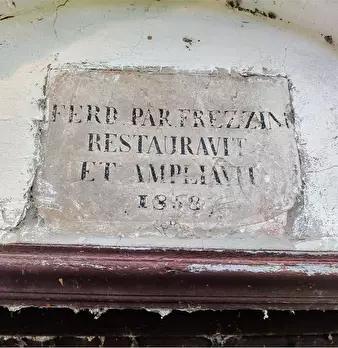 FERD PAR FREZZINI
RESTAURAVIT
ET AMPLIAVIT
1858